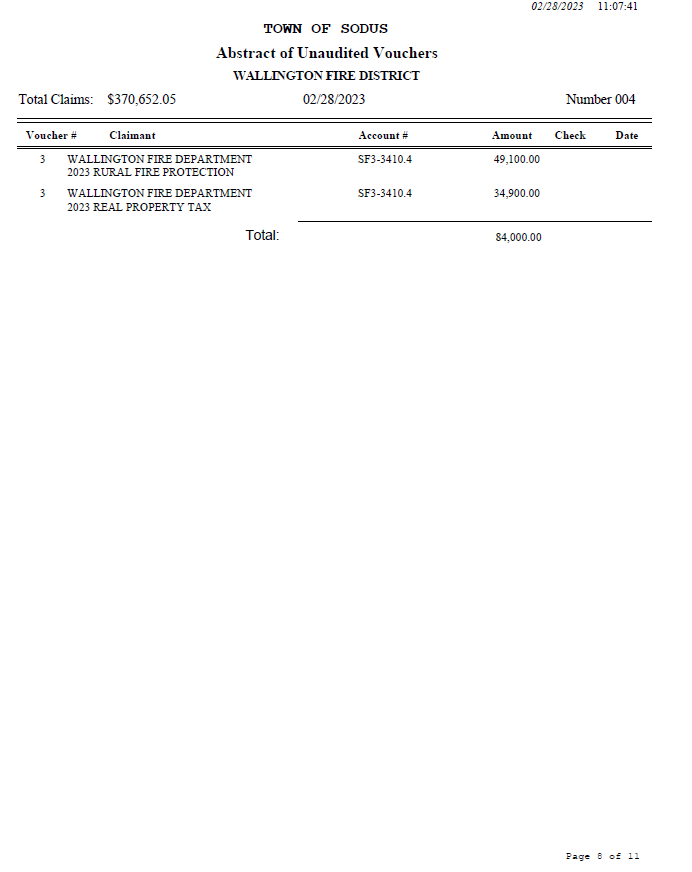 02/28/2023 11:07:41
TOWN OF SODUS
Abstract of Unaudited Vouchers
WALLINGTON FIRE DISTRICT
Total Claims: $370,652.05 02/28/2023 Number 004
Voucher # Claimant Account # Amount Check Date
3 WALLINGTON FIRE DEPARTMENT SF3-3410.4 49,100.00
2023 RURAL FIRE PROTECTION
3 WALLINGTON FIRE DEPARTMENT SF3-3410.4 34,900.00
2023 REAL PROPERTY TAX
Total: 84,000.00
Page 8 of 11